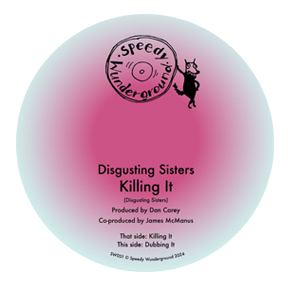 Speedy
Wunderground
Disgusting Sisters
Killing It
(Disgusting Sisters)
Produced by Dan Carey
Co-produced by James McManus
That side: Killing It
This side: Dubbing It
© Speedy Wunderground 2024